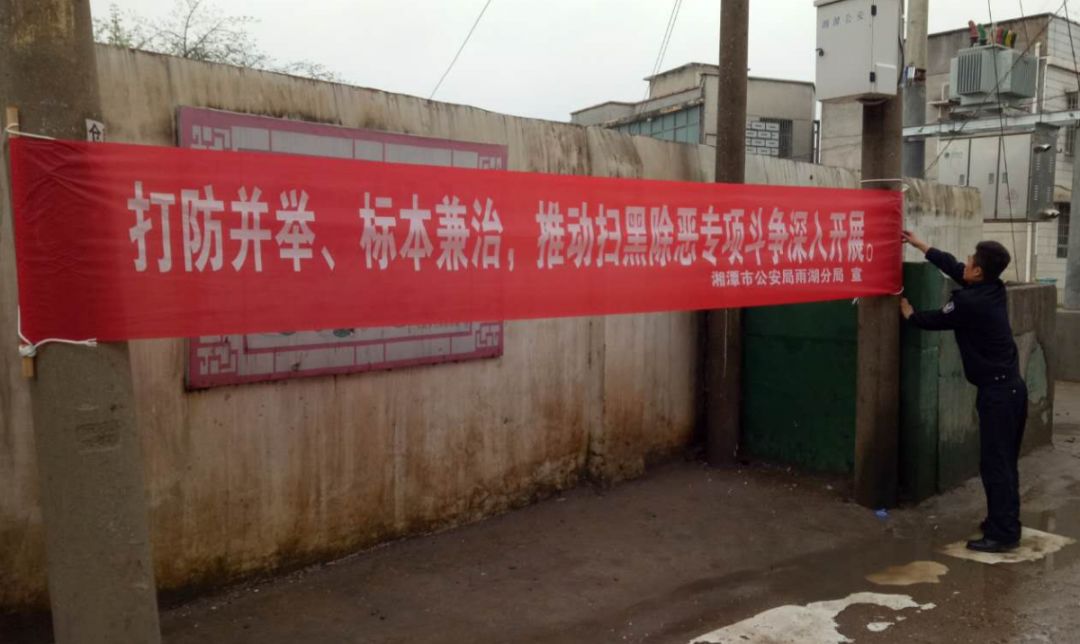 打防并举、标本兼治，推动扫黑除恶专项斗争深入开展。
湘潭市公安局雨湖分局 宣